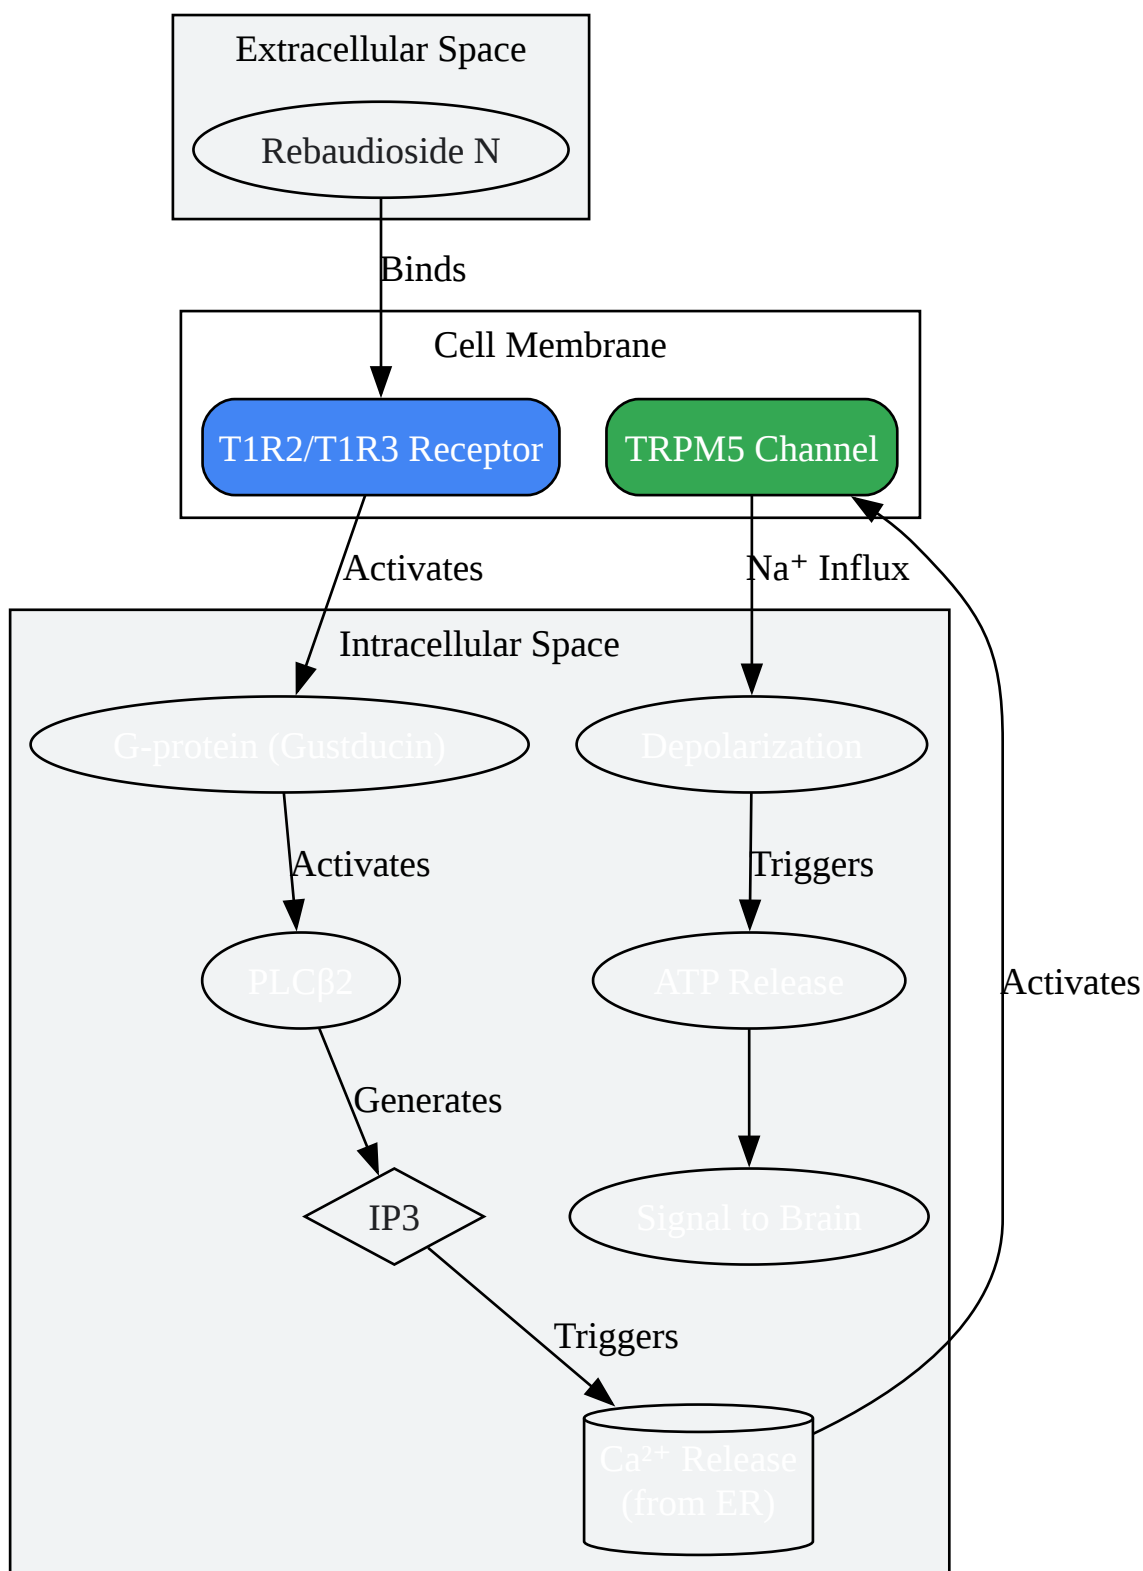 Extracellular Space
Rebaudioside N
Binds
Cell Membrane
T1R2/T1R3 Receptor
TRPM5 Channel
Activates
Na⁺ Influx
Intracellular Space
G-protein (Gustducin)
Depolarization
Activates
Triggers
PLCβ2
ATP Release
Activates
Generates
IP3
Signal to Brain
Triggers
Ca²⁺ Release
(from ER)